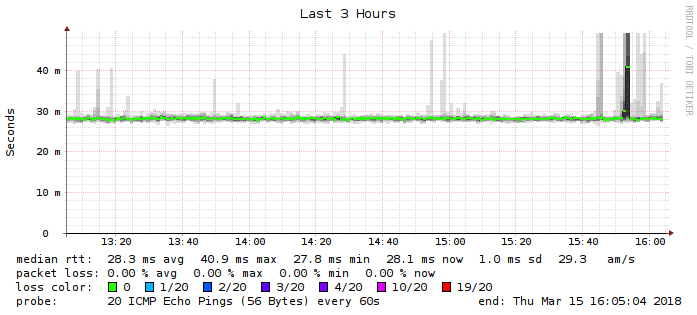 Last 3 Hours
RRDTOOL / TOBI OETIKER
Seconds
40 m
30 m
20 m
10 m
0
13:20 13:40 14:00 14:20 14:40 15:00 15:20 15:40 16:00
median rtt: 28.3 ms avg 40.9 ms max 27.8 ms min 28.1 ms now 1.0 ms sd 29.3 am/s
packet loss: 0.00 % avg 0.00 % max 0.00 % min 0.00 % now
loss color: 0 1/20 2/20 3/20 4/20 10/20 19/20
probe: 20 ICMP Echo Pings (56 Bytes) every 60s end: Thu Mar 15 16:05:04 2018